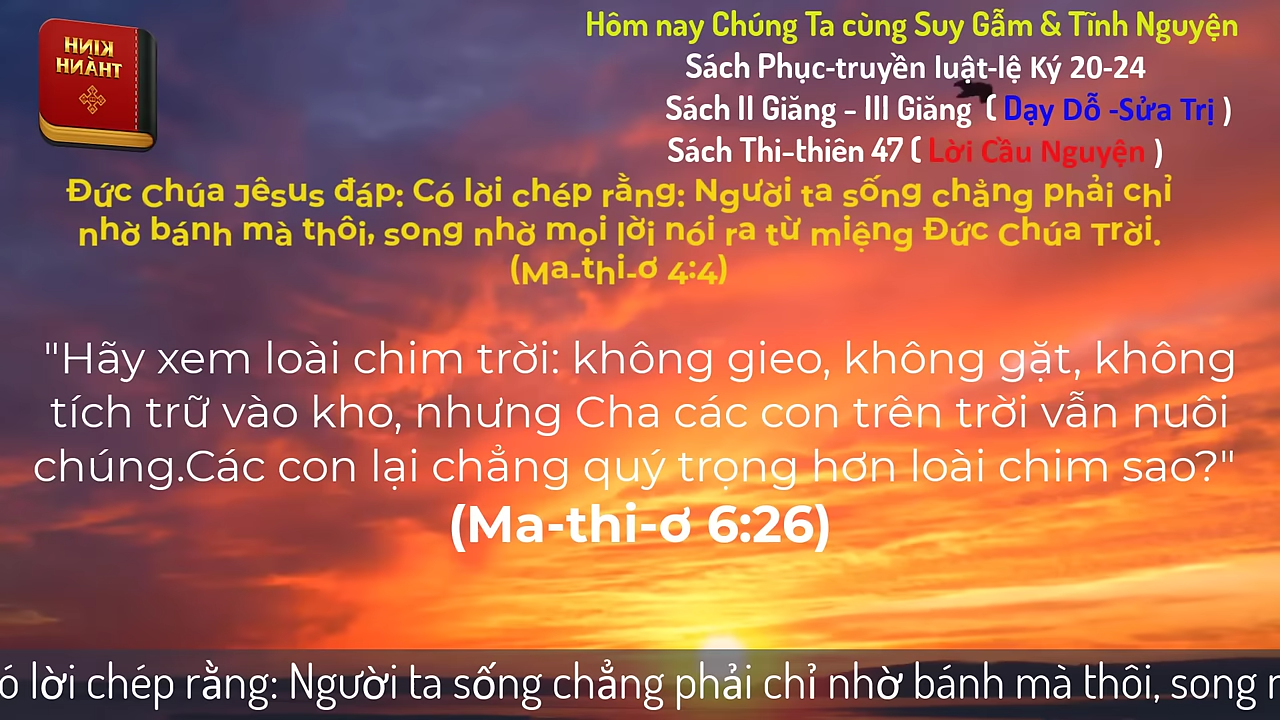 KINH
THÀNH
Hôm nay Chúng Ta cùng Suy Gẫm & Tĩnh Nguyện
Sách Phục-truyền luật-lệ Ký 20-24
Sách II Giăng - III Giăng ( Dạy Dỗ -Sửa Trị )
Sách Thi-thiên 47 ( Lời Cầu Nguyện )
Đức Chúa Jêsus đáp: Có lời chép rằng: Người ta sống chẳng phải chỉ
nhờ bánh mà thôi, song nhờ mọi lời nói ra từ miệng Đức Chúa Trời.
(Ma-thi-ơ 4:4)
"Hãy xem loài chim trời: không gieo, không gặt, không
tích trữ vào kho, nhưng Cha các con trên trời vẫn nuôi
chúng.Các con lại chẳng quý trọng hơn loài chim sao?"
(Ma-thi-ơ 6:26)
ó lời chép rằng: Người ta sống chẳng phải chỉ nhờ bánh mà thôi, song n